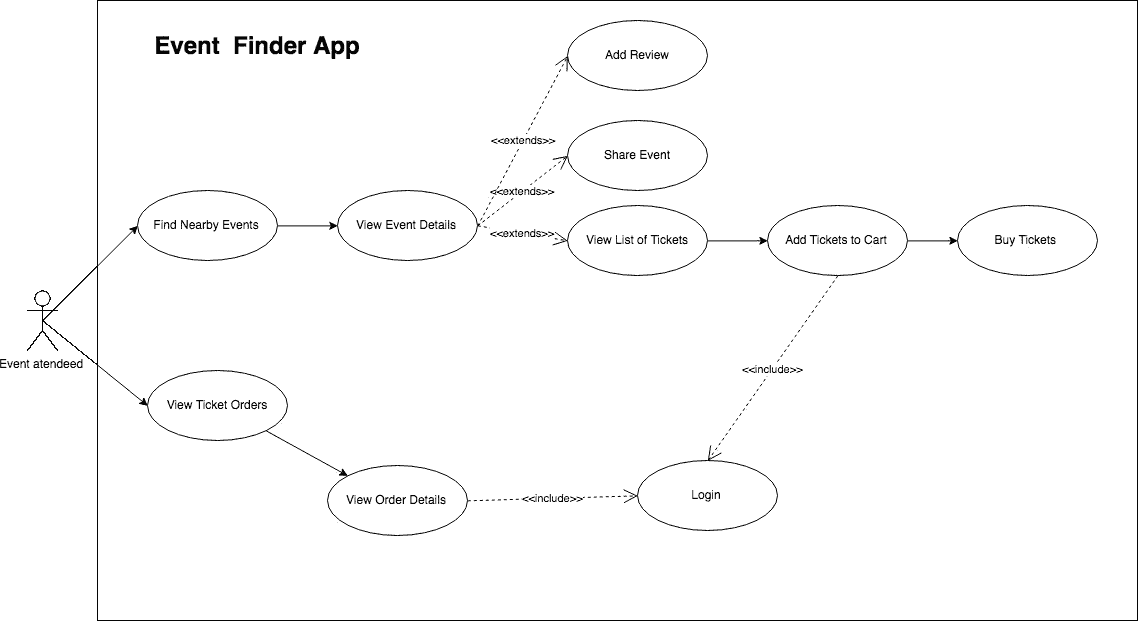 Event  Finder App
Add Review
<<extends>>
Share Event
<<extends>>
Find Nearby Events
View Event Details
<<extends>>
View List of Tickets
Add Tickets to Cart
Buy Tickets
Event atendeed
<<include>>
View Ticket Orders
View Order Details
<<include>>
Login